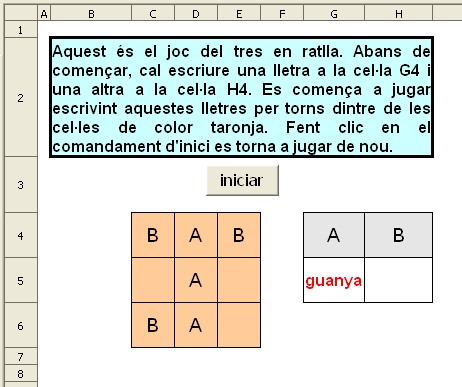 A B C D E F G H
1
Aquest és el joc del tres en ratlla. Abans de
començar, cal escriure una lletra a la cel·la G4 i
una altra a la cel·la H4. Es comença a jugar
escrivint aquestes lletres per torns dintre de les
2
cel·les de color taronja. Fent clic en el
comandament d'inici es torna a jugar de nou.
3 iniciar
4 B A B A B
5 A guanya
6 B A
7
8